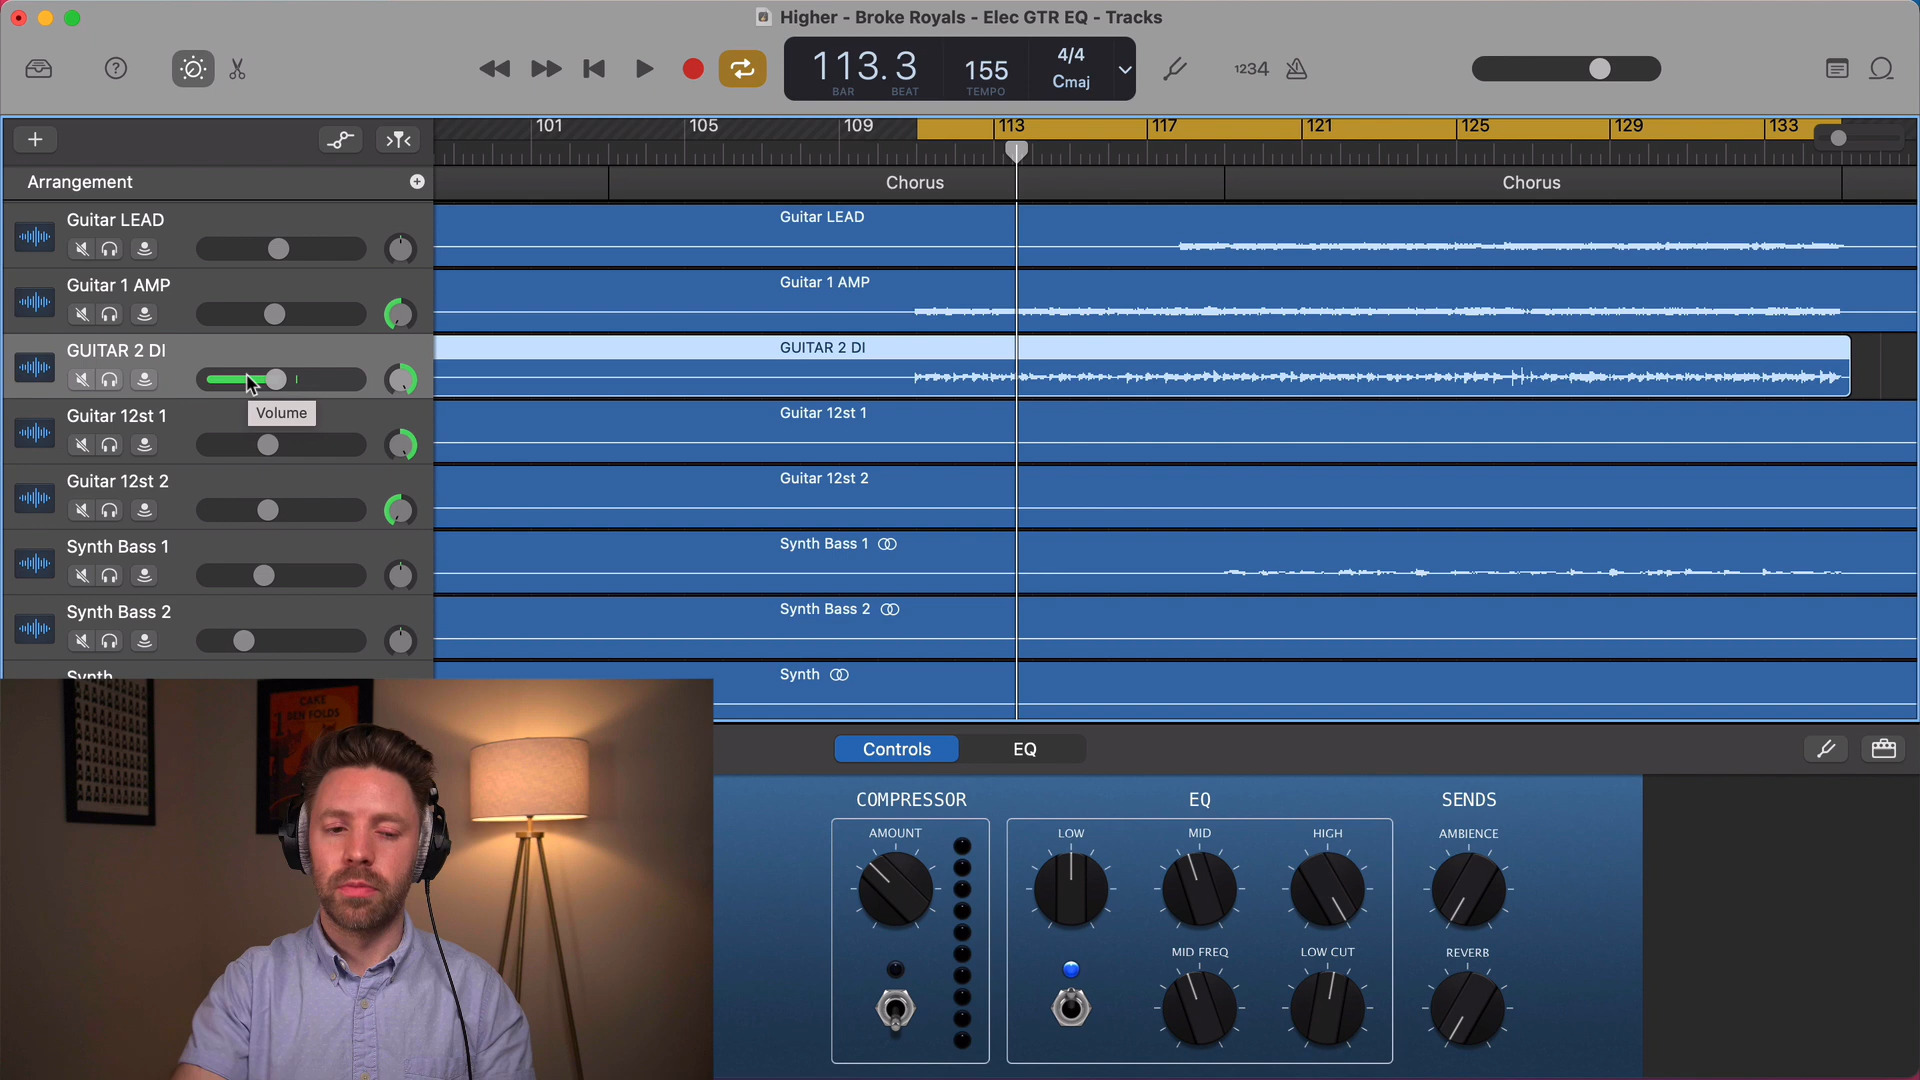 Higher - Broke Royals - Elec GTR EQ - Tracks
113.3
BAR
BEAT
155
TEMPO
4/4
Cmaj
1234
101
105
109
113
117
121
125
129
133
Arrangement
Chorus
Chorus
Guitar LEAD
Guitar LEAD
Guitar 1 AMP
Guitar 1 AMP
GUITAR 2 DI
GUITAR 2 DI
Volume
Guitar 12st 1
Guitar 12st 1
Guitar 12st 2
Guitar 12st 2
Synth Bass 1
Synth Bass 1
Synth Bass 2
Synth Bass 2
Synth
Synth
CAKE
BEN FOLDS
Controls
EQ
COMPRESSOR
EQ
SENDS
AMOUNT
LOW
MID
HIGH
AMBIENCE
MID FREQ
LOW CUT
REVERB